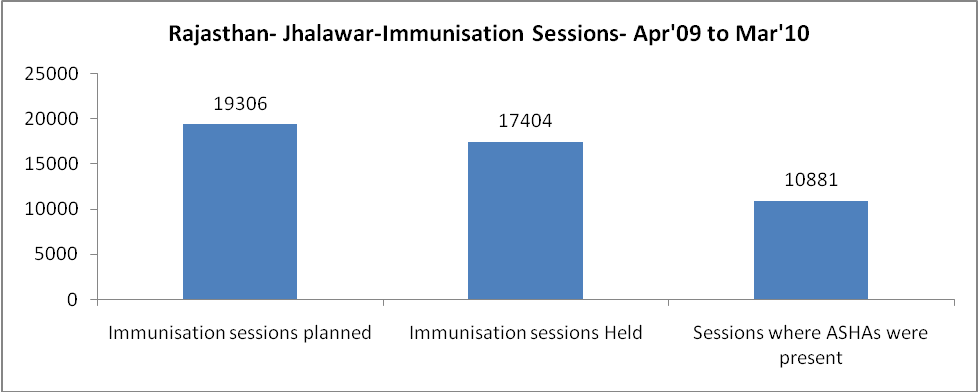 Rajasthan- Jhalawar-Immunisation Sessions- Apr'09 to Mar'10
25000
20000
15000
10000
5000
0
19306
17404
10881
Immunisation sessions planned
Immunisation sessions Held
Sessions where ASHAs were
present